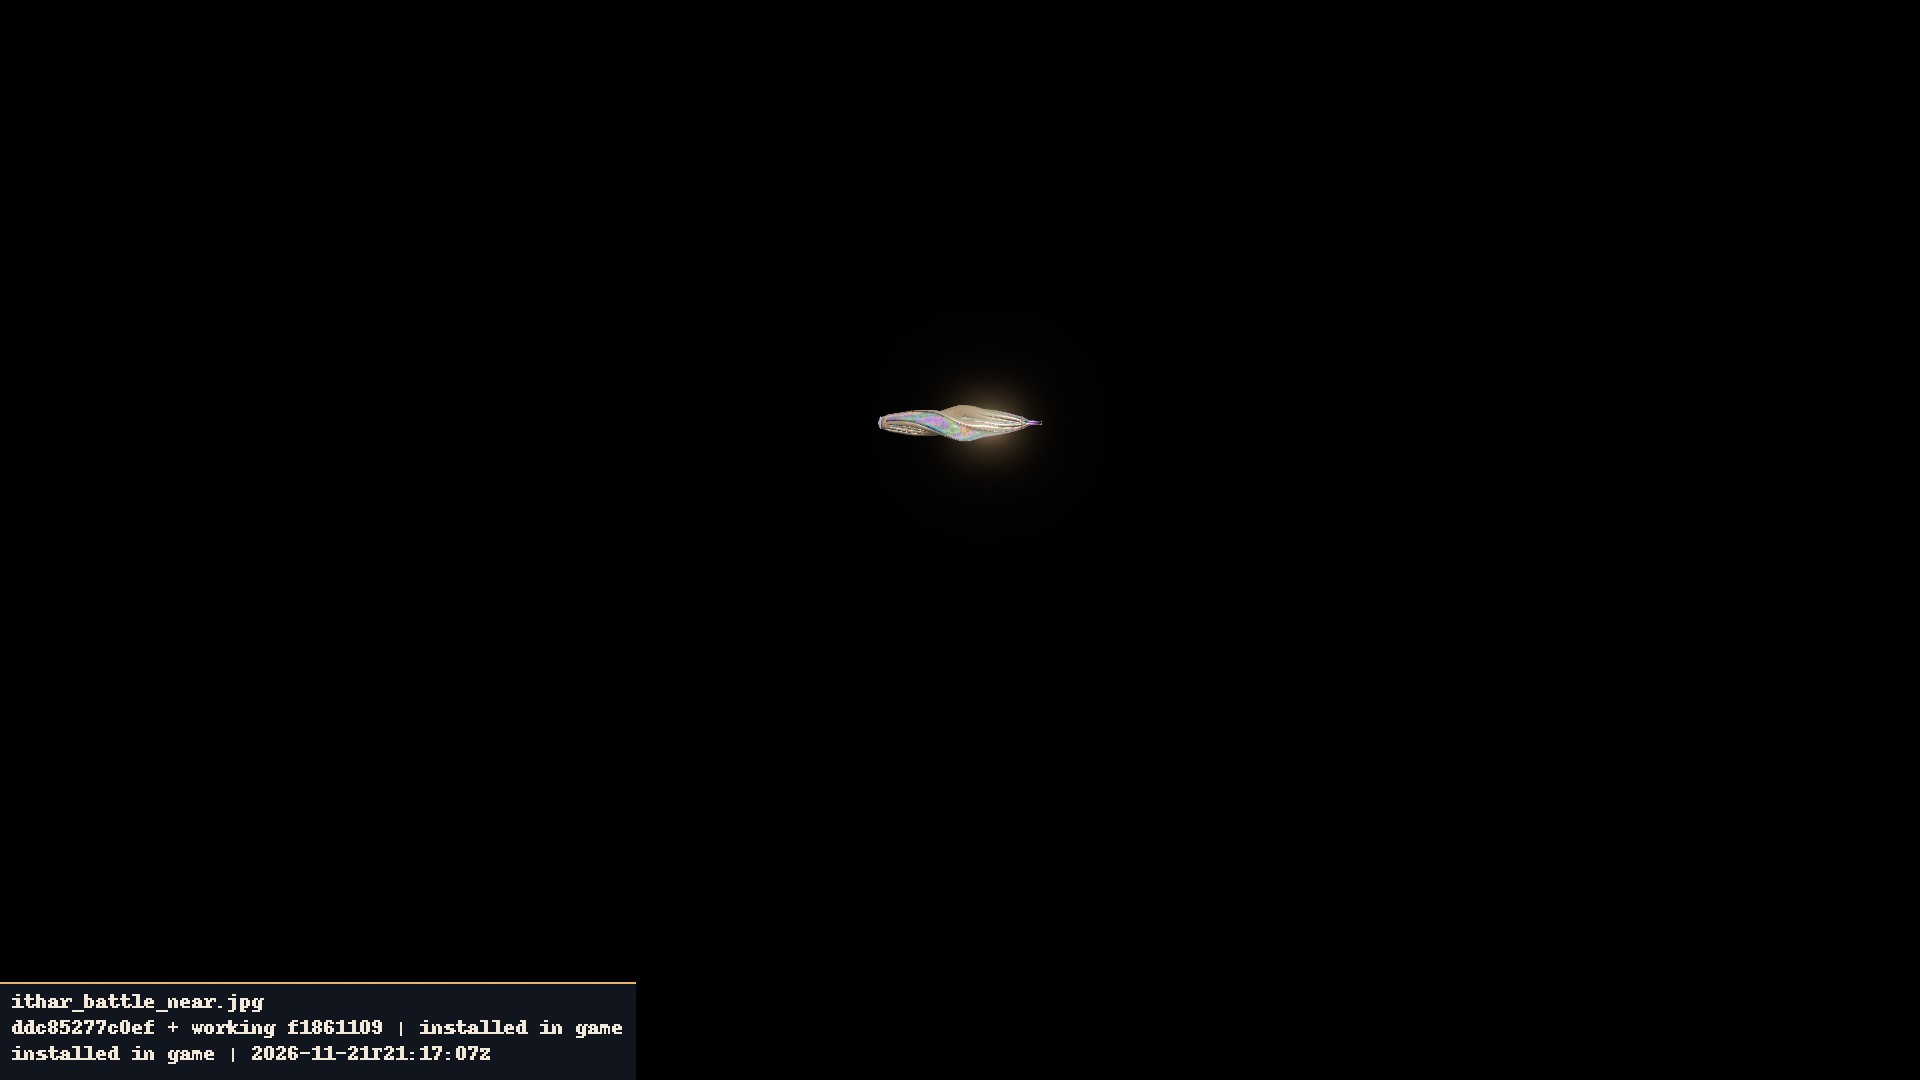 ithar_battle_near.jpg
ddc85277c0ef + working f1861109 | installed in game
installed in game | 2026-11-21T21:17:07z